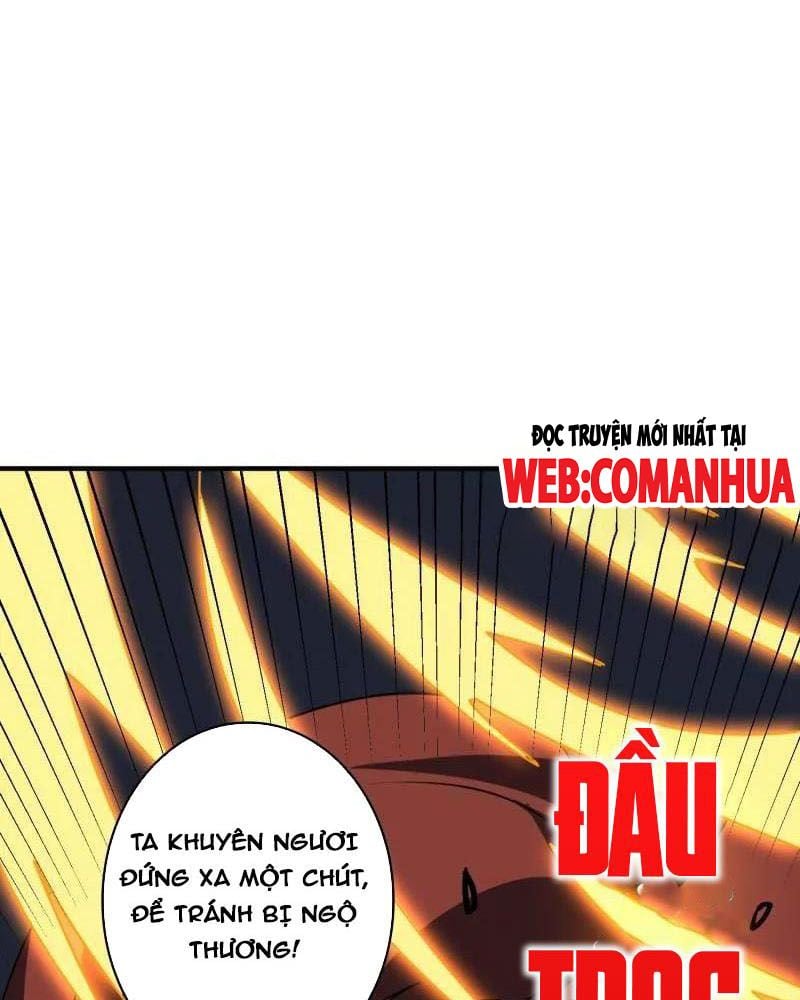 ĐỌC TRUYỆN MỚI NHẤT TẠI
WEB:COMANHUA
ĐẦU
TA KHUYÊN NGƯƠI
ĐỨNG XA MỘT CHÚT,
ĐỂ TRÁNH BỊ NGỘ
THƯƠNG!